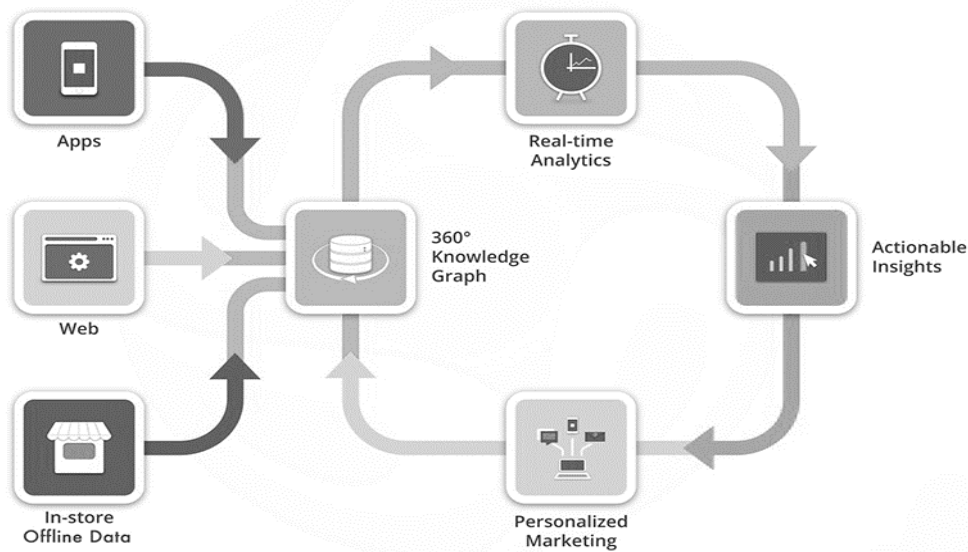 Apps
Real-time
Analytics
360°
Knowledge
Graph
Actionable
Insights
Web
In-store
Offline Data
Personalized
Marketing